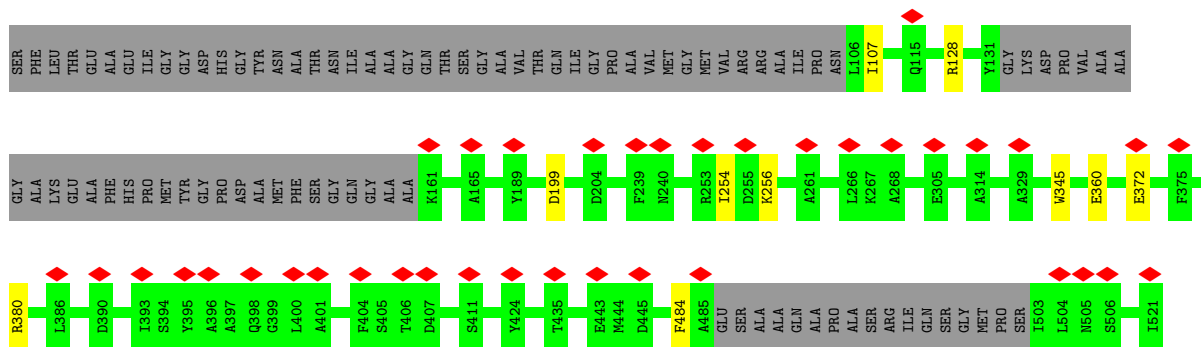 SER PHE LEU THR GLU ALA GLU ILE GLY GLY ASP HIS GLY TYR ASN ALA THR ASN ILE ALA ALA GLY GLN THR SER GLY ALA VAL THR GLN ILE GLY PRO ALA VAL MET GLY MET VAL ARG ARG ALA ILE PRO ASN L106 I107 Q115 R128 Y131 GLY LYS ASP PRO VAL ALA ALA
GLY ALA LYS GLU ALA PHE HIS PRO MET TYR GLY PRO ASP ALA MET PHE SER GLY GLN GLY ALA ALA K161 A165 Y189 D199 D204 F239 N240 R253 I254 D255 K256 A261 L266 K267 A268 E305 A314 A329 W345 E360 E372 F375
R380 L386 D390 I393 S394 Y395 A396 A397 Q398 G399 L400 A401 F404 S405 T406 D407 S411 Y424 T435 E443 M444 D445 F484 A485 GLU SER ALA ALA GLN ALA PRO ALA SER ARG ILE GLN SER GLY MET PRO SER I503 L504 N505 S506 I521